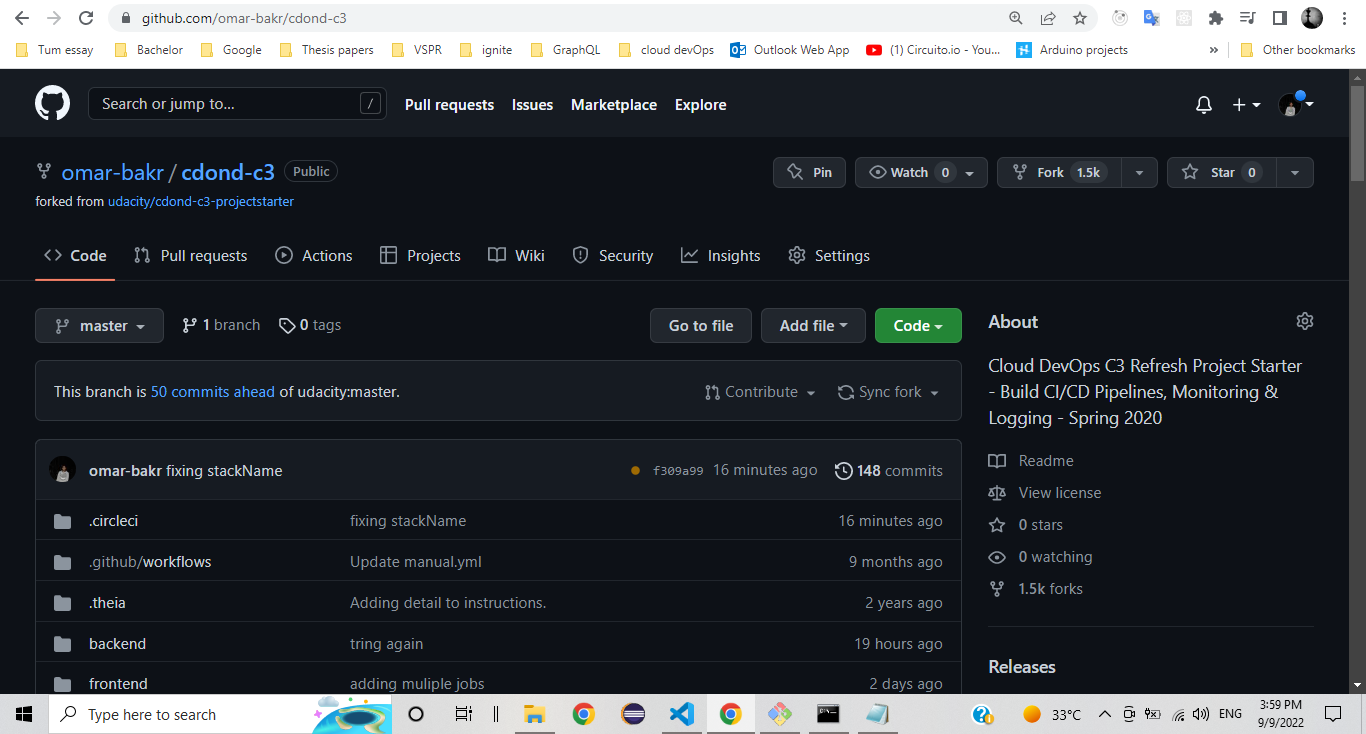 github.com/omar-bakr/cdond-c3
Tum essay Bachelor Google Thesis papers VSPR ignite GraphQL cloud devOps Outlook Web App (1) Circuito.io - You... Arduino projects » Other bookmarks
Search or jump to... / Pull requests Issues Marketplace Explore
omar-bakr / cdond-c3 Public Pin Watch 0 Fork 1.5k Star 0
forked from udacity/cdond-c3-projectstarter
Code Pull requests Actions Projects Wiki Security Insights Settings
master 1 branch 0 tags Go to file Add file Code
About
This branch is 50 commits ahead of udacity:master. Contribute Sync fork
Cloud DevOps C3 Refresh Project Starter
- Build CI/CD Pipelines, Monitoring &
Logging - Spring 2020
omar-bakr fixing stackName f309a99 16 minutes ago 148 commits
.circleci fixing stackName 16 minutes ago
.github/workflows Update manual.yml 9 months ago
.theia Adding detail to instructions. 2 years ago
backend tring again 19 hours ago
frontend adding muliple jobs 2 days ago
Readme
View license
0 stars
0 watching
1.5k forks
Releases
Type here to search 33°C ENG 3:59 PM
9/9/2022